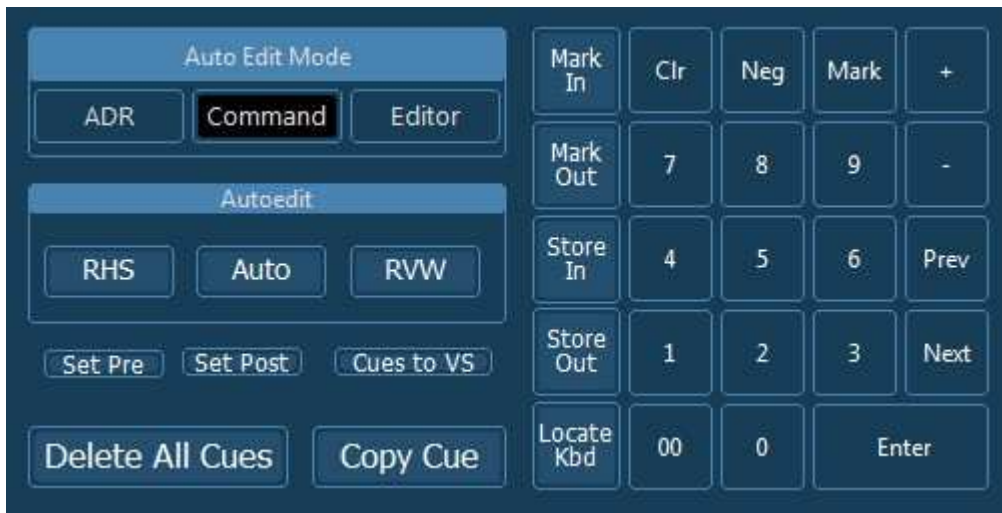 Auto Edit Mode
ADR Command Editor
Autoedit
RHS Auto RVW
Set Pre Set Post Cues to VS
Delete All Cues Copy Cue
Mark
In
Clr Neg Mark +
Mark
Out
7 8 9 -
Store
In
4 5 6 Prev
Store
Out
1 2 3 Next
Locate
Kbd
00 0 Enter